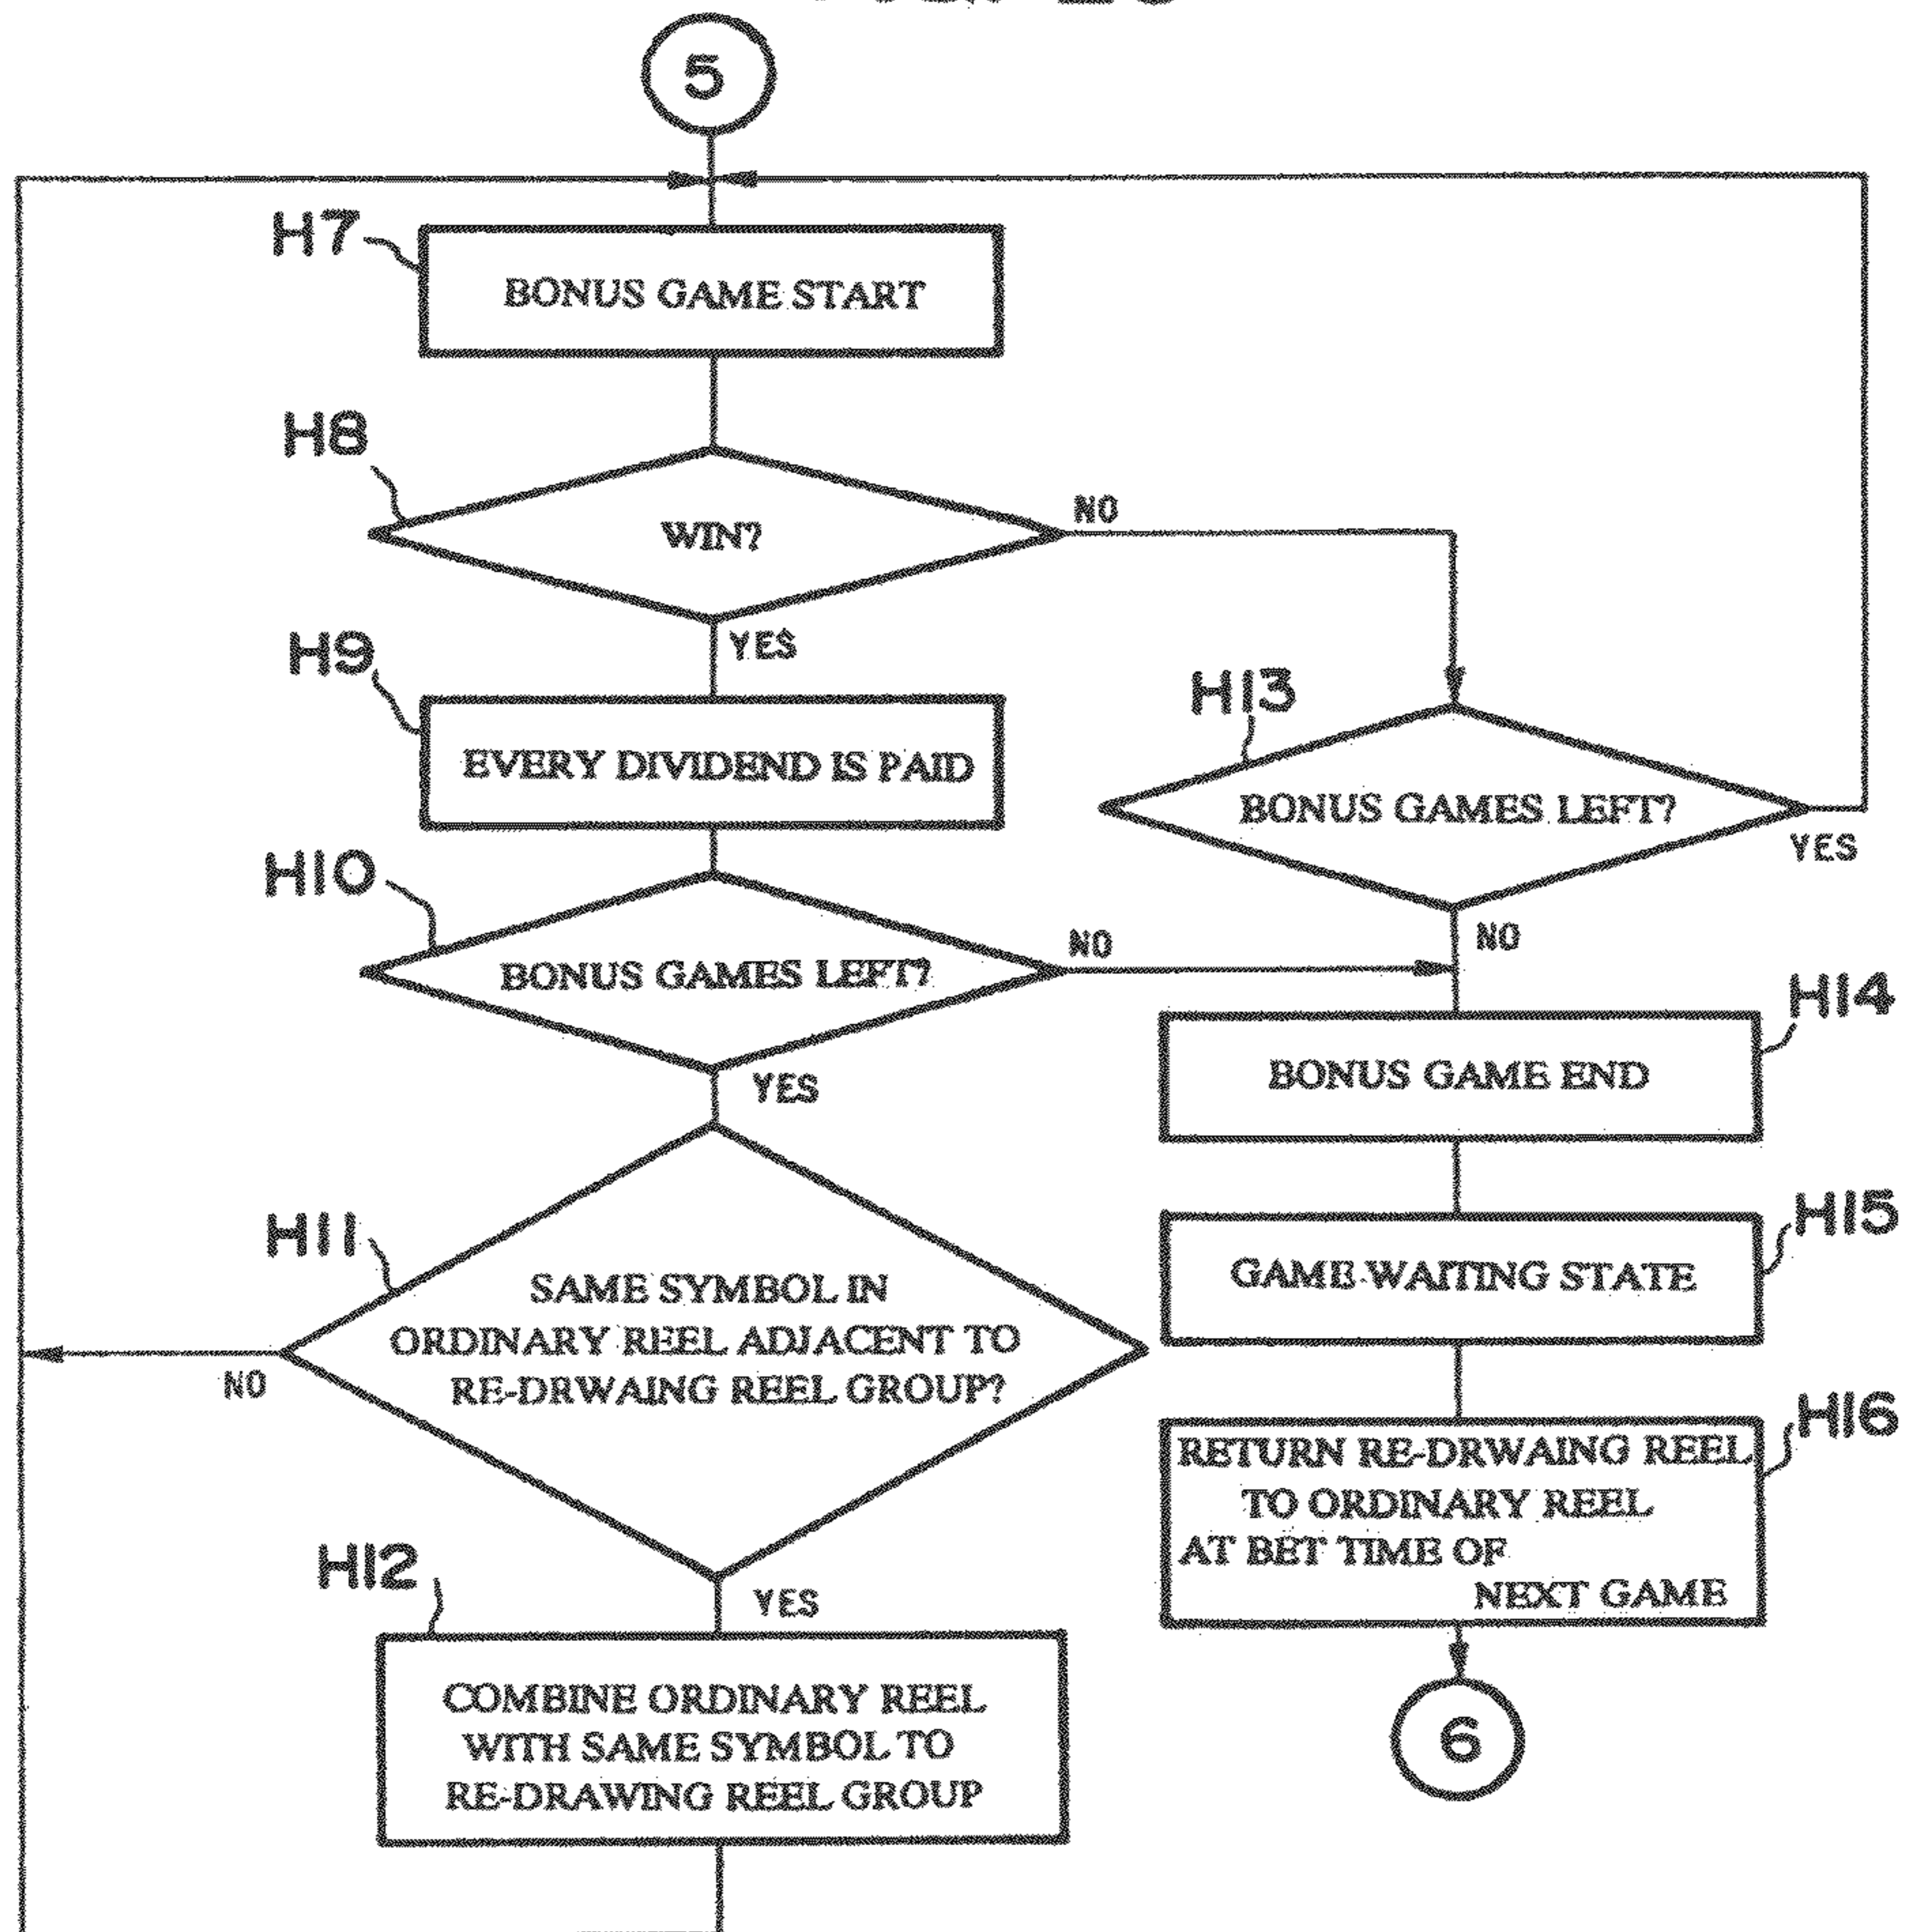 5
H7
BONUS GAME START
H8
WIN?
NO
YES
H9
EVERY DIVIDEND IS PAID
H13
BONUS GAMES LEFT?
YES
NO
H10
BONUS GAMES LEFT?
NO
YES
H14
BONUS GAME END
H11
SAME SYMBOL IN
ORDINARY REEL ADJACENT TO
RE-DRWAING REEL GROUP?
NO
YES
H15
GAME WAITING STATE
H16
RETURN RE-DRWAING REEL
TO ORDINARY REEL
AT BET TIME OF
NEXT GAME
H12
COMBINE ORDINARY REEL
WITH SAME SYMBOL TO
RE-DRAWING REEL GROUP
6